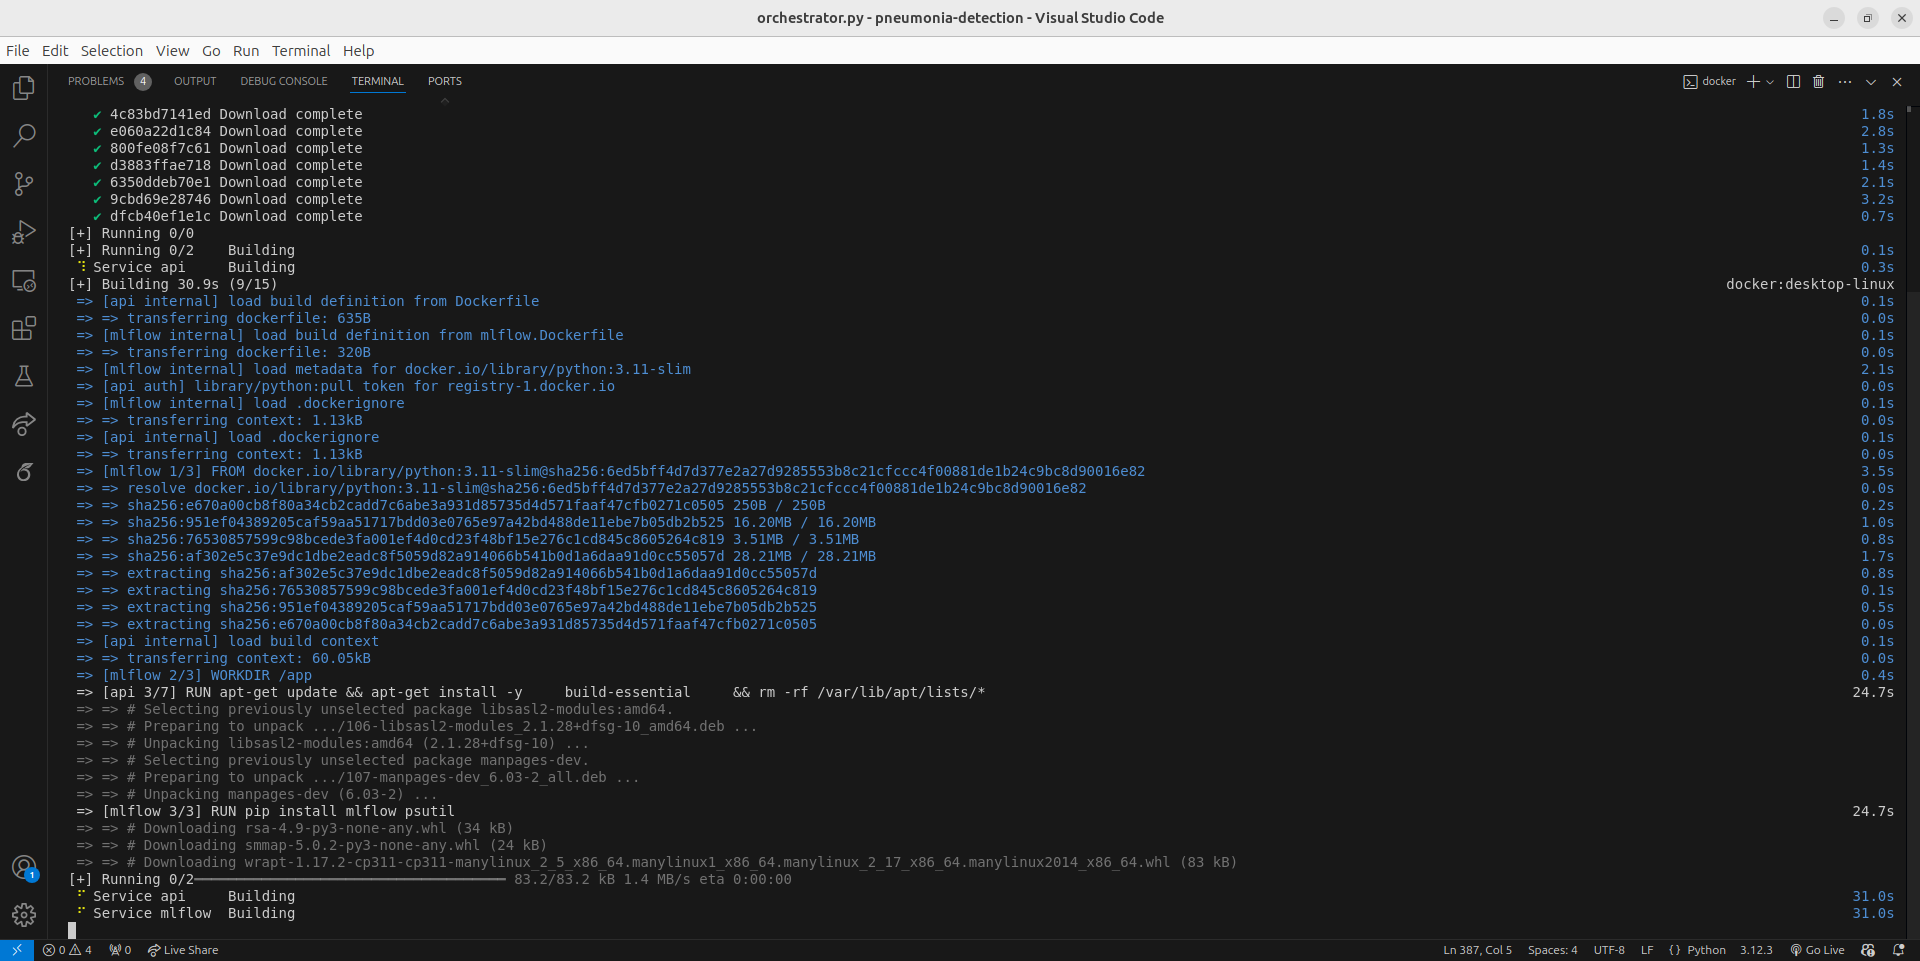 orchestrator.py - pneumonia-detection - Visual Studio Code
File Edit Selection View Go Run Terminal Help
PROBLEMS 4 OUTPUT DEBUG CONSOLE TERMINAL PORTS docker
✔ 4c83bd7141ed Download complete 1.8s
✔ e060a22d1c84 Download complete 2.8s
✔ 800fe08f7c61 Download complete 1.3s
✔ d3883ffae718 Download complete 1.4s
✔ 6350ddeb70e1 Download complete 2.1s
✔ 9cbd69e28746 Download complete 3.2s
✔ dfcb40ef1e1c Download complete 0.7s
[+] Running 0/0
[+] Running 0/2 Building 0.1s
Service api Building 0.3s
[+] Building 30.9s (9/15) docker:desktop-linux
=> [api internal] load build definition from Dockerfile 0.1s
=> => transferring dockerfile: 635B 0.0s
=> [mlflow internal] load build definition from mlflow.Dockerfile 0.1s
=> => transferring dockerfile: 320B 0.0s
=> [mlflow internal] load metadata for docker.io/library/python:3.11-slim 2.1s
=> [api auth] library/python:pull token for registry-1.docker.io 0.0s
=> [mlflow internal] load .dockerignore 0.1s
=> => transferring context: 1.13kB 0.0s
=> [api internal] load .dockerignore 0.1s
=> => transferring context: 1.13kB 0.0s
=> [mlflow 1/3] FROM docker.io/library/python:3.11-slim@sha256:6ed5bff4d7d377e2a27d9285553b8c21cfccc4f00881de1b24c9bc8d90016e82 3.5s
=> => resolve docker.io/library/python:3.11-slim@sha256:6ed5bff4d7d377e2a27d9285553b8c21cfccc4f00881de1b24c9bc8d90016e82 0.0s
=> => sha256:e670a00cb8f80a34cb2cadd7c6abe3a931d85735d4d571faaf47cfb0271c0505 250B / 250B 0.2s
=> => sha256:951ef04389205caf59aa51717bdd03e0765e97a42bd488de11ebe7b05db2b525 16.20MB / 16.20MB 1.0s
=> => sha256:76530857599c98bcede3fa001ef4d0cd23f48bf15e276c1cd845c8605264c819 3.51MB / 3.51MB 0.8s
=> => sha256:af302e5c37e9dc1dbe2eadc8f5059d82a914066b541b0d1a6daa91d0cc55057d 28.21MB / 28.21MB 1.7s
=> => extracting sha256:af302e5c37e9dc1dbe2eadc8f5059d82a914066b541b0d1a6daa91d0cc55057d 0.8s
=> => extracting sha256:76530857599c98bcede3fa001ef4d0cd23f48bf15e276c1cd845c8605264c819 0.1s
=> => extracting sha256:951ef04389205caf59aa51717bdd03e0765e97a42bd488de11ebe7b05db2b525 0.5s
=> => extracting sha256:e670a00cb8f80a34cb2cadd7c6abe3a931d85735d4d571faaf47cfb0271c0505 0.0s
=> [api internal] load build context 0.1s
=> => transferring context: 60.05kB 0.0s
=> [mlflow 2/3] WORKDIR /app 0.4s
=> [api 3/7] RUN apt-get update && apt-get install -y     build-essential     && rm -rf /var/lib/apt/lists/* 24.7s
=> => # Selecting previously unselected package libsasl2-modules:amd64.
=> => # Preparing to unpack .../106-libsasl2-modules_2.1.28+dfsg-10_amd64.deb ...
=> => # Unpacking libsasl2-modules:amd64 (2.1.28+dfsg-10) ...
=> => # Selecting previously unselected package manpages-dev.
=> => # Preparing to unpack .../107-manpages-dev_6.03-2_all.deb ...
=> => # Unpacking manpages-dev (6.03-2) ...
=> [mlflow 3/3] RUN pip install mlflow psutil 24.7s
=> => # Downloading rsa-4.9-py3-none-any.whl (34 kB)
=> => # Downloading smmap-5.0.2-py3-none-any.whl (24 kB)
=> => # Downloading wrapt-1.17.2-cp311-cp311-manylinux_2_5_x86_64.manylinux1_x86_64.manylinux_2_17_x86_64.manylinux2014_x86_64.whl (83 kB)
[+] Running 0/2━━━━━━━━━━━━━━━━━━━━━━━━━━━━━━━━━━━━━ 83.2/83.2 kB 1.4 MB/s eta 0:00:00
Service api Building 31.0s
Service mlflow Building 31.0s
1
0 4 0 Live Share Ln 387, Col 5 Spaces: 4 UTF-8 LF {} Python 3.12.3 Go Live